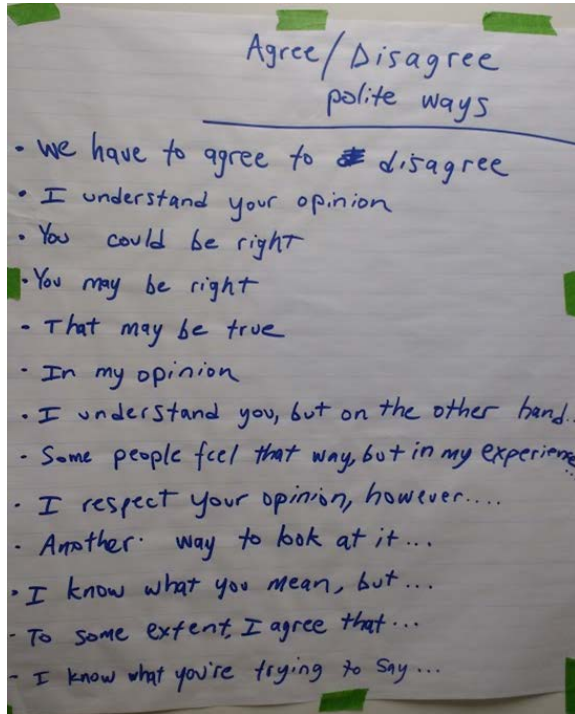 Agree/Disagree
polite ways
• We have to agree to disagree
• I understand your opinion
• You could be right
• You may be right
- That may be true
- In my opinion
• I understand you, but on the other hand..
- Some people feel that way, but in my experience...
- I respect your opinion, however....
- Another way to look at it...
• I know what you mean, but...
- To some extent, I agree that...
- I know what you're trying to say...